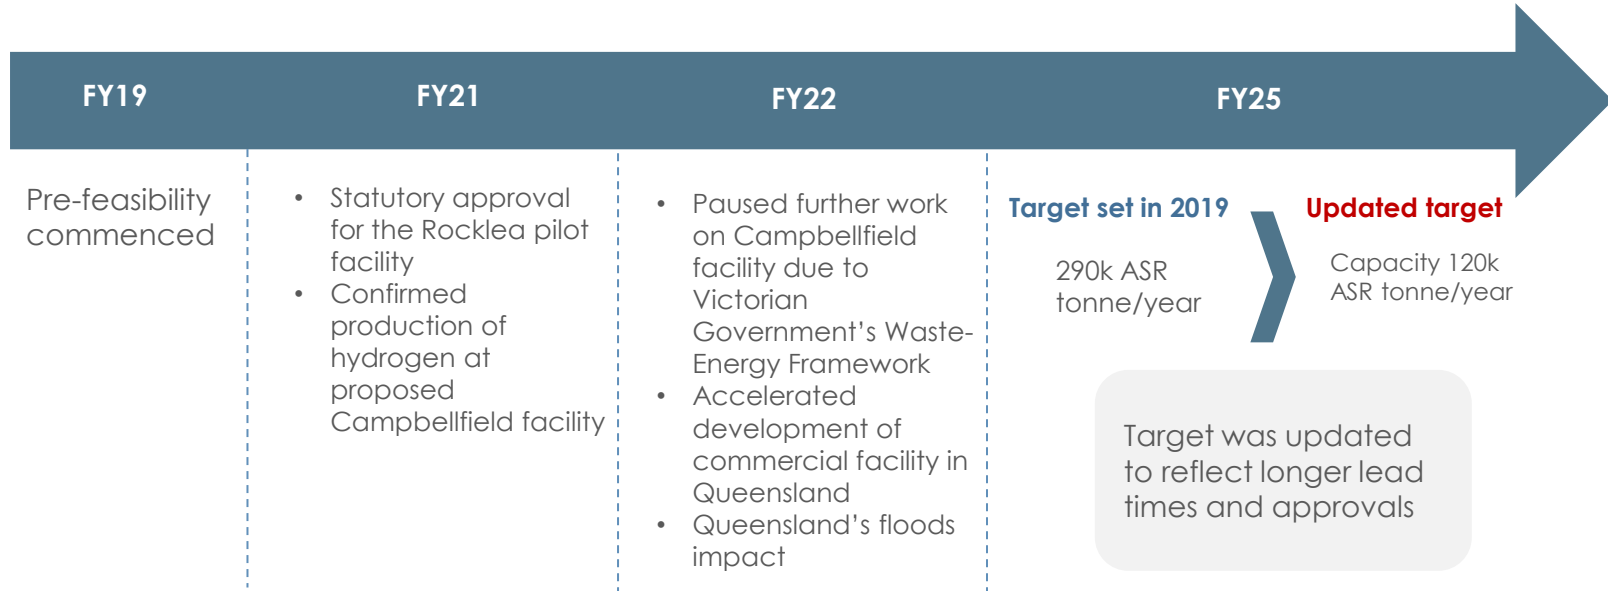 FY19
FY21
FY22
FY25
Pre-feasibility
commenced
• Statutory approval
for the Rocklea pilot
facility
• Confirmed
production of
hydrogen at
proposed
Campbellfield facility
• Paused further work
on Campbellfield
facility due to
Victorian
Government’s Waste-
Energy Framework
• Accelerated
development of
commercial facility in
Queensland
• Queensland’s floods
impact
Target set in 2019
290k ASR
tonne/year
Updated target
Capacity 120k
ASR tonne/year
Target was updated
to reflect longer lead
times and approvals